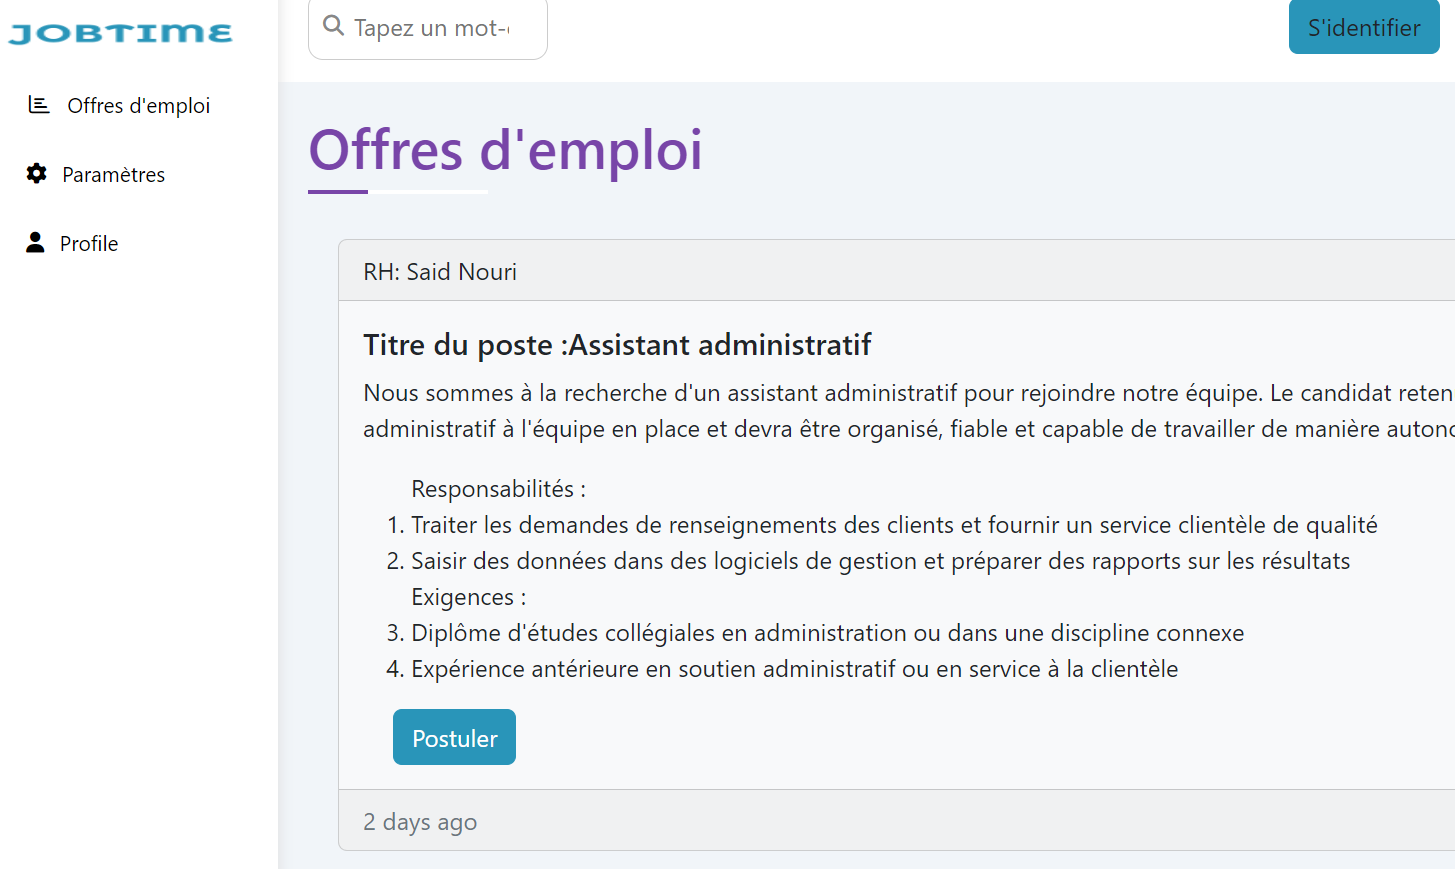 JOBTIME
Offres d'emploi
Paramètres
Profile
Tapez un mot-
S'identifier
Offres d'emploi
RH: Said Nouri
Titre du poste :Assistant administratif
Nous sommes à la recherche d'un assistant administratif pour rejoindre notre équipe. Le candidat
administratif à l'équipe en place et devra être organisé, fiable et capable de travailler de manière
Responsabilités :
1. Traiter les demandes de renseignements des clients et fournir un service clientèle de qualité
2. Saisir des données dans des logiciels de gestion et préparer des rapports sur les résultats
Exigences :
3. Diplôme d'études collégiales en administration ou dans une discipline connexe
4. Expérience antérieure en soutien administratif ou en service à la clientèle
Postuler
2 days ago